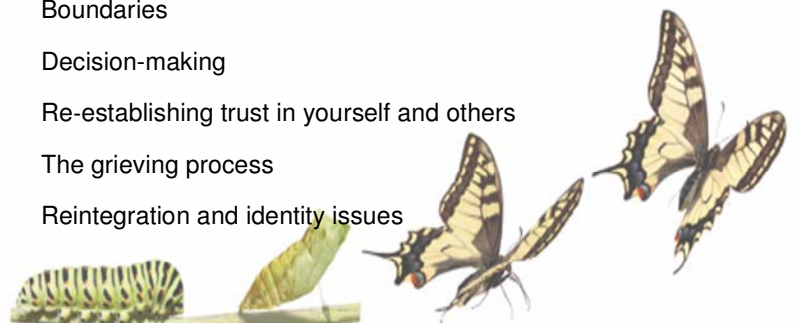 Boundaries
Decision-making
Re-establishing trust in yourself and others
The grieving process
Reintegration and identity issues